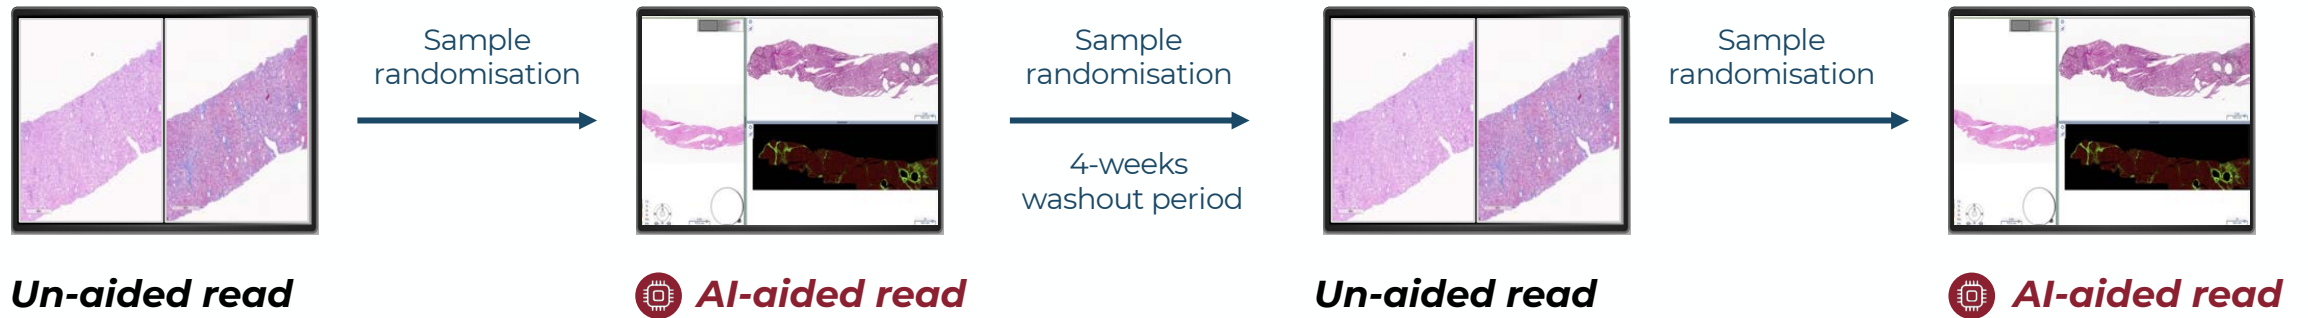 Sample
randomisation
Sample
randomisation
4-weeks
washout period
Sample
randomisation
Un-aided read
AI-aided read
Un-aided read
AI-aided read